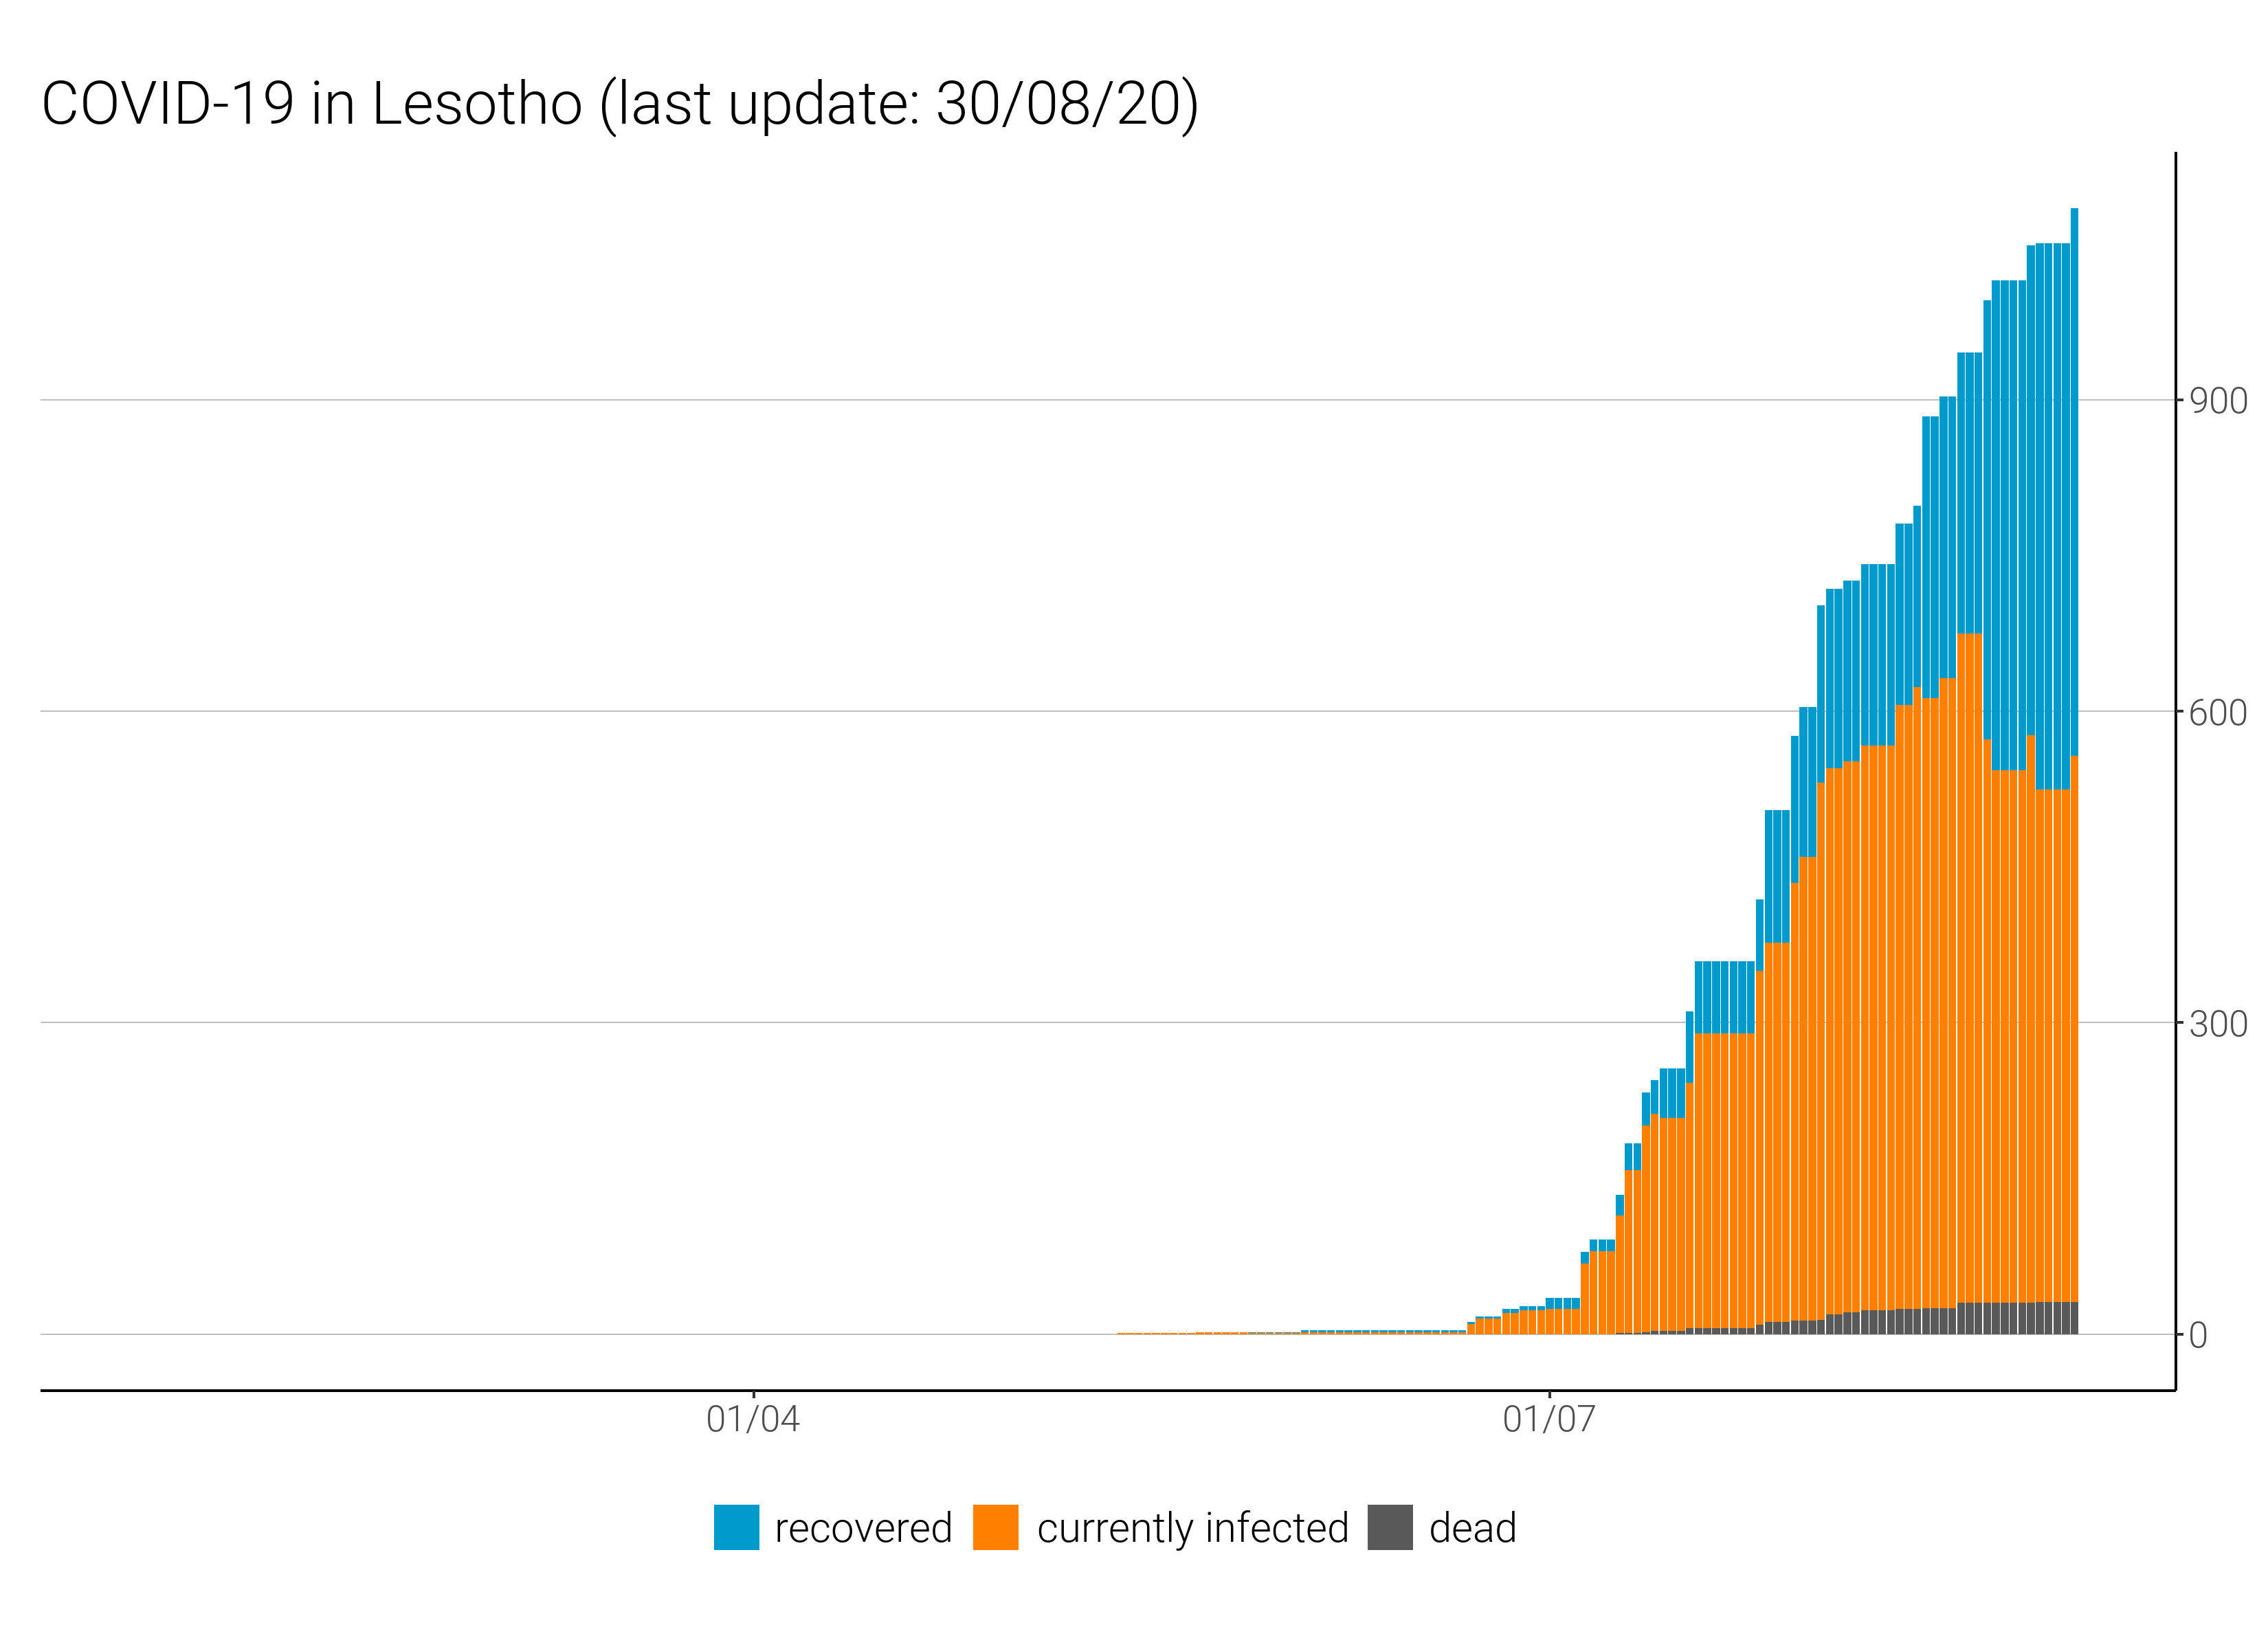 COVID-19 in Lesotho (last update: 30/08/20)
900
600
300
0
01/04 01/07
recovered currently infected dead